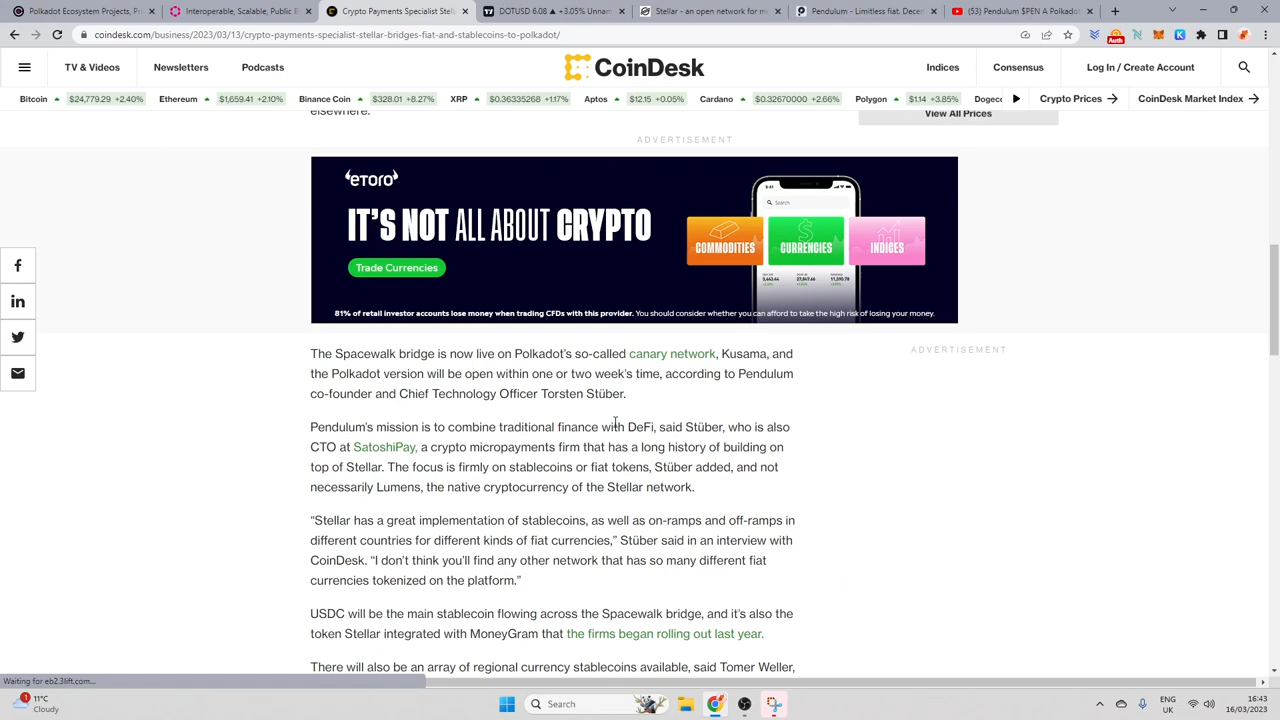 Polkadot Ecosystem Projects, P
Interoperable, Scalable, Public E
Crypto Payments Specialist Stel
DOTUSD 6.08 ▲ +3.05% Unnam
(93) Pendulum $PEN A Polkadot
coindesk.com/business/2023/03/13/crypto-payments-specialist-stellar-bridges-fiat-and-stablecoins-to-polkadot/
Auth
TV & Videos
Newsletters
Podcasts
CoinDesk
Indices
Consensus
Log In / Create Account
Bitcoin $24,779.29 +2.40%
Ethereum $1,659.41 +2.10%
Binance Coin $328.01 +8.27%
XRP $0.36335268 +1.17%
Aptos $12.15 +0.05%
Cardano $0.32670000 +2.66%
Polygon $1.14 +3.85%
Dogec
Crypto Prices
CoinDesk Market Index
elsewhere.
View All Prices
ADVERTISEMENT
eTORO
IT'S NOT ALL ABOUT CRYPTO
Trade Currencies
Search
COMMODITIES
CURRENCIES
INDICES
81% of retail investor accounts lose money when trading CFDs with this provider. You should consider whether you can afford to take the high risk of losing your money.
The Spacewalk bridge is now live on Polkadot’s so-called canary network, Kusama, and
the Polkadot version will be open within one or two week’s time, according to Pendulum
co-founder and Chief Technology Officer Torsten Stüber.
ADVERTISEMENT
Pendulum’s mission is to combine traditional finance with DeFi, said Stüber, who is also
CTO at SatoshiPay, a crypto micropayments firm that has a long history of building on
top of Stellar. The focus is firmly on stablecoins or fiat tokens, Stüber added, and not
necessarily Lumens, the native cryptocurrency of the Stellar network.
“Stellar has a great implementation of stablecoins, as well as on-ramps and off-ramps in
different countries for different kinds of fiat currencies,” Stüber said in an interview with
CoinDesk. “I don’t think you’ll find any other network that has so many different fiat
currencies tokenized on the platform.”
USDC will be the main stablecoin flowing across the Spacewalk bridge, and it’s also the
token Stellar integrated with MoneyGram that the firms began rolling out last year.
There will also be an array of regional currency stablecoins available, said Tomer Weller,
Waiting for eb2.3lift.com...
1
11°C
Cloudy
Search
ENG
UK
16:43
16/03/2023